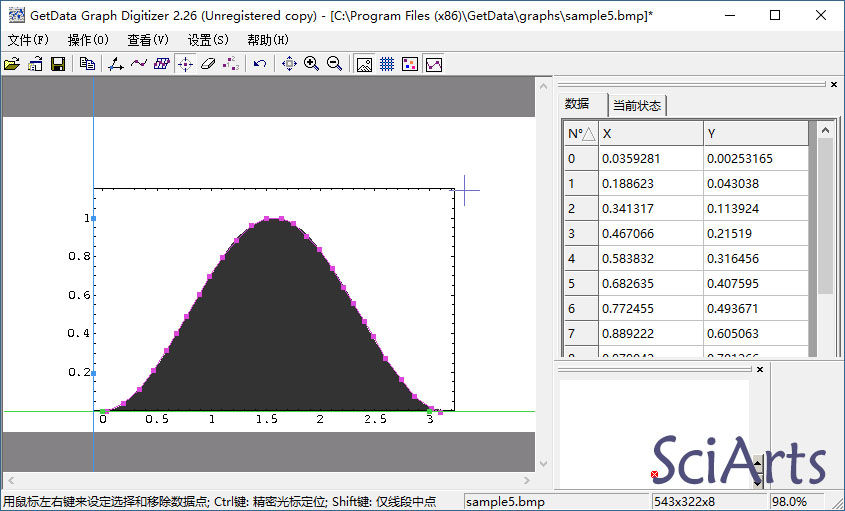 GetData Graph Digitizer 2.26 (Unregistered copy) - [C:\Program Files (x86)\GetData\graphs\sample5.bmp]*
文件(F) 操作(O) 查看(V) 设置(S) 帮助(H)
数据 当前状态
N° X Y
0 0.0359281 0.00253165
1 0.188623 0.043038
2 0.341317 0.113924
3 0.467066 0.21519
4 0.583832 0.316456
5 0.682635 0.407595
6 0.772455 0.493671
7 0.889222 0.605063
1
0.8
0.6
0.4
0.2
0 0.5 1 1.5 2 2.5 3
SciArts
用鼠标左右键来设定选择和移除数据点; Ctrl键: 精密光标定位; Shift键: 仅线段中点 sample5.bmp 543x322x8 98.0%